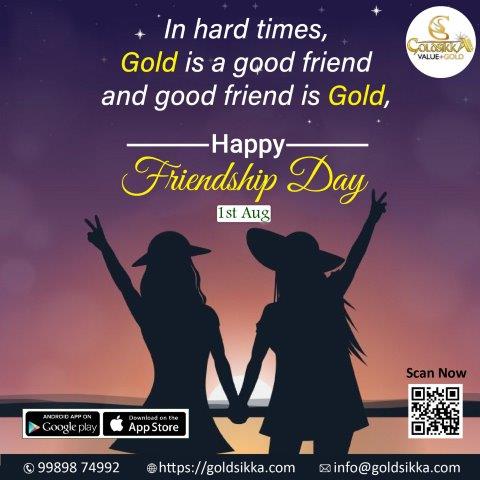 In hard times,
Gold is a good friend
and good friend is Gold,
GOLDSIKKA
VALUE+GOLD
Happy
Friendship Day
1st Aug
Scan Now
ANDROID APP ON
Google play
Download on the
App Store
99898 74992
https://goldsikka.com
info@goldsikka.com